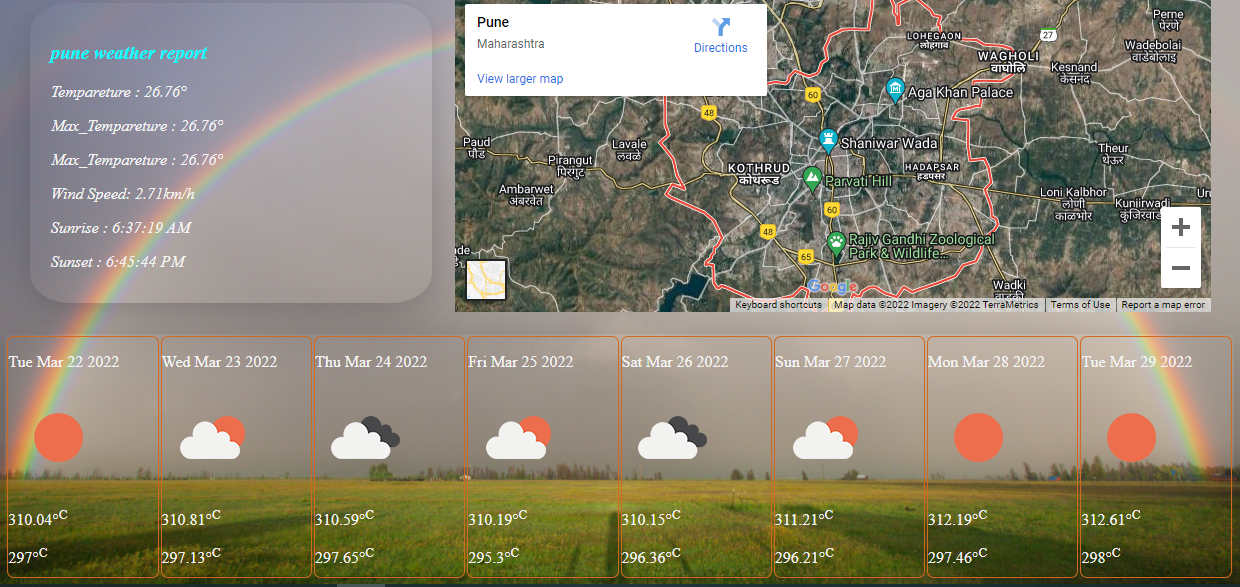 pune weather report
Tempareture : 26.76°
Max_Tempareture : 26.76°
Max_Tempareture : 26.76°
Wind Speed: 2.71km/h
Sunrise : 6:37:19 AM
Sunset : 6:45:44 PM
Pune
Maharashtra
Directions
View larger map
Perne
पेरणे
LOHEGAON
लोहगाव
27
Wadebolai
वाडेबोलाई
WAGHOLI
वाघोलि
Kesnand
केसनंद
60
Aga Khan Palace
48
Paud
पौड
Lavale
लवळे
Shaniwar Wada
Theur
थेऊर
Pirangut
पिरंगुट
KOTHRUD
कोथरूड
HADAPSAR
हडपसर
Parvati Hill
Ambarwet
अंबरवेत
Loni Kalbhor
लोणी
काळभोर
Kunjirwadi
60
48
Rajiv Gandhi Zoological
Park & Wildlife...
65
Wadki
Google
Keyboard shortcuts
Map data ©2022 Imagery ©2022 TerraMetrics
Terms of Use
Report a map error
Tue Mar 22 2022
Wed Mar 23 2022
Thu Mar 24 2022
Fri Mar 25 2022
Sat Mar 26 2022
Sun Mar 27 2022
Mon Mar 28 2022
Tue Mar 29 2022
310.04°C
310.81°C
310.59°C
310.19°C
310.15°C
311.21°C
312.19°C
312.61°C
297°C
297.13°C
297.65°C
295.3°C
296.36°C
296.21°C
297.46°C
298°C